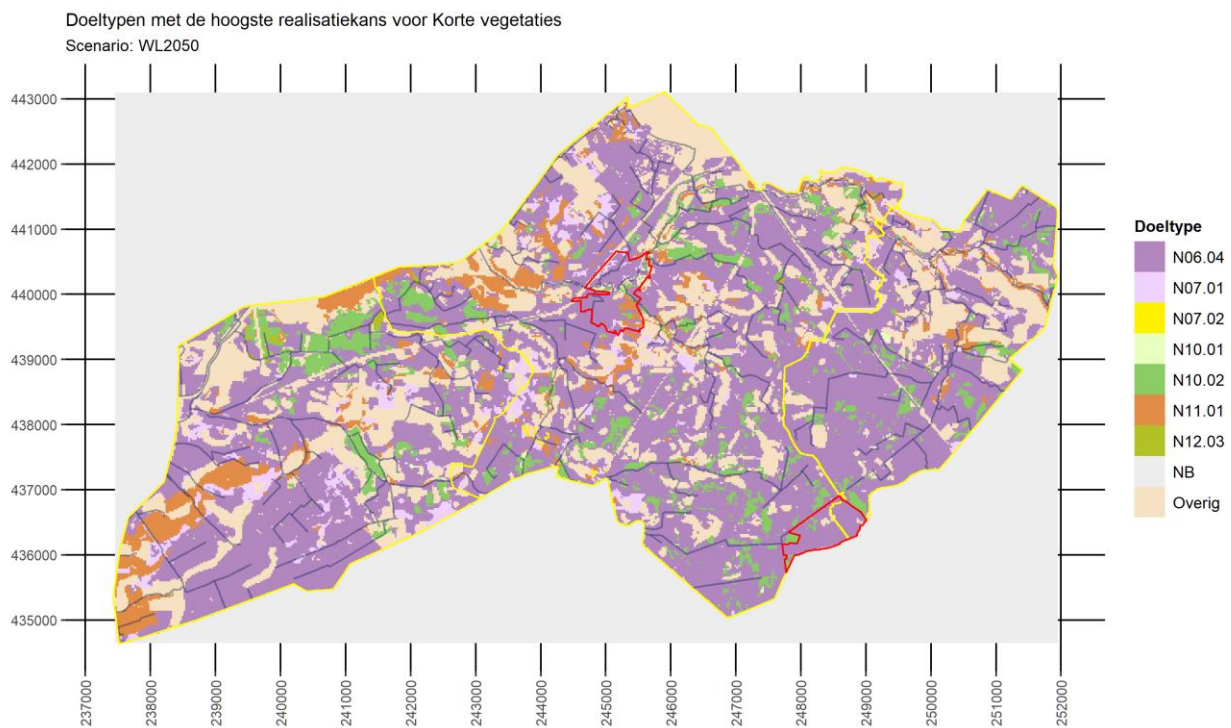 Doeltypen met de hoogste realisatiekans voor Korte vegetaties
Scenario: WL2050
443000
442000
441000
440000
439000
438000
437000
436000
435000
237000
238000
239000
240000
241000
242000
243000
244000
245000
246000
247000
248000
249000
250000
251000
252000
Doeltype
N06.04
N07.01
N07.02
N10.01
N10.02
N11.01
N12.03
NB
Overig